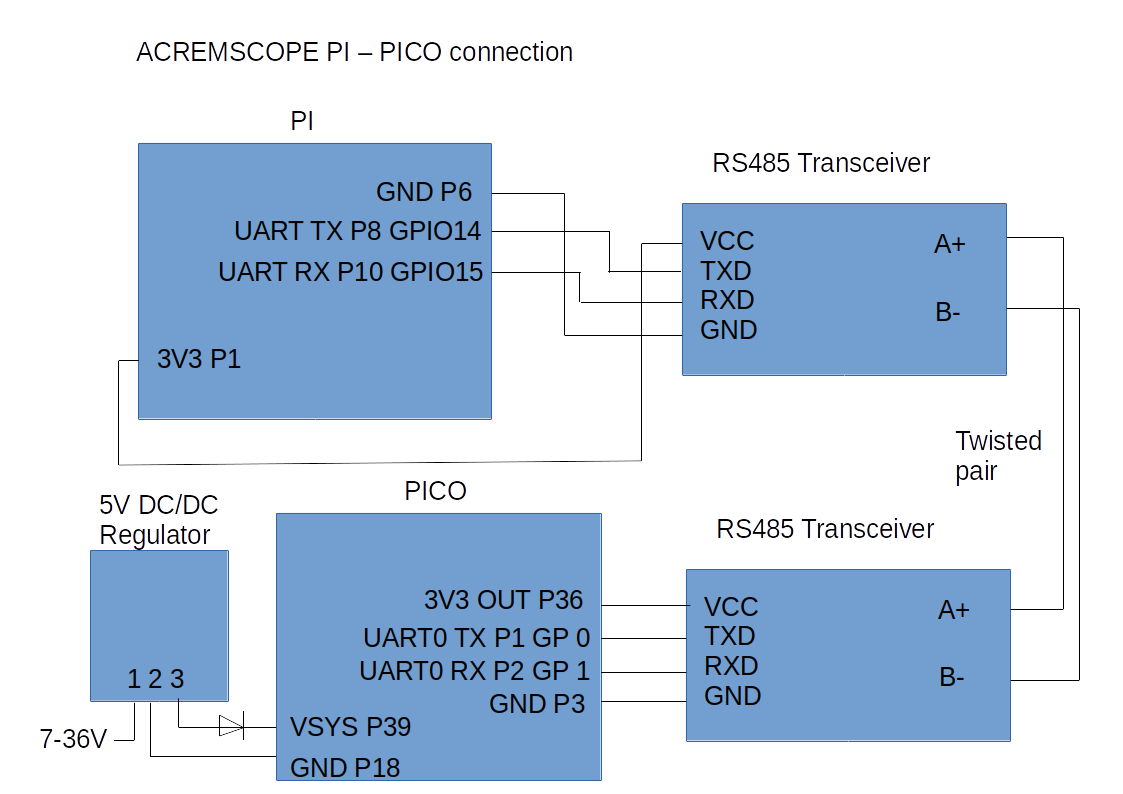 ACREMSCOPE PI – PICO connection
PI
RS485 Transceiver
GND P6
UART TX P8 GPIO14
UART RX P10 GPIO15
3V3 P1
VCC
TXD
RXD
GND
A+
B-
Twisted
pair
5V DC/DC
Regulator
1 2 3
7-36V
PICO
3V3 OUT P36
UART0 TX P1 GP 0
UART0 RX P2 GP 1
GND P3
VSYS P39
GND P18
RS485 Transceiver
VCC
TXD
RXD
GND
A+
B-